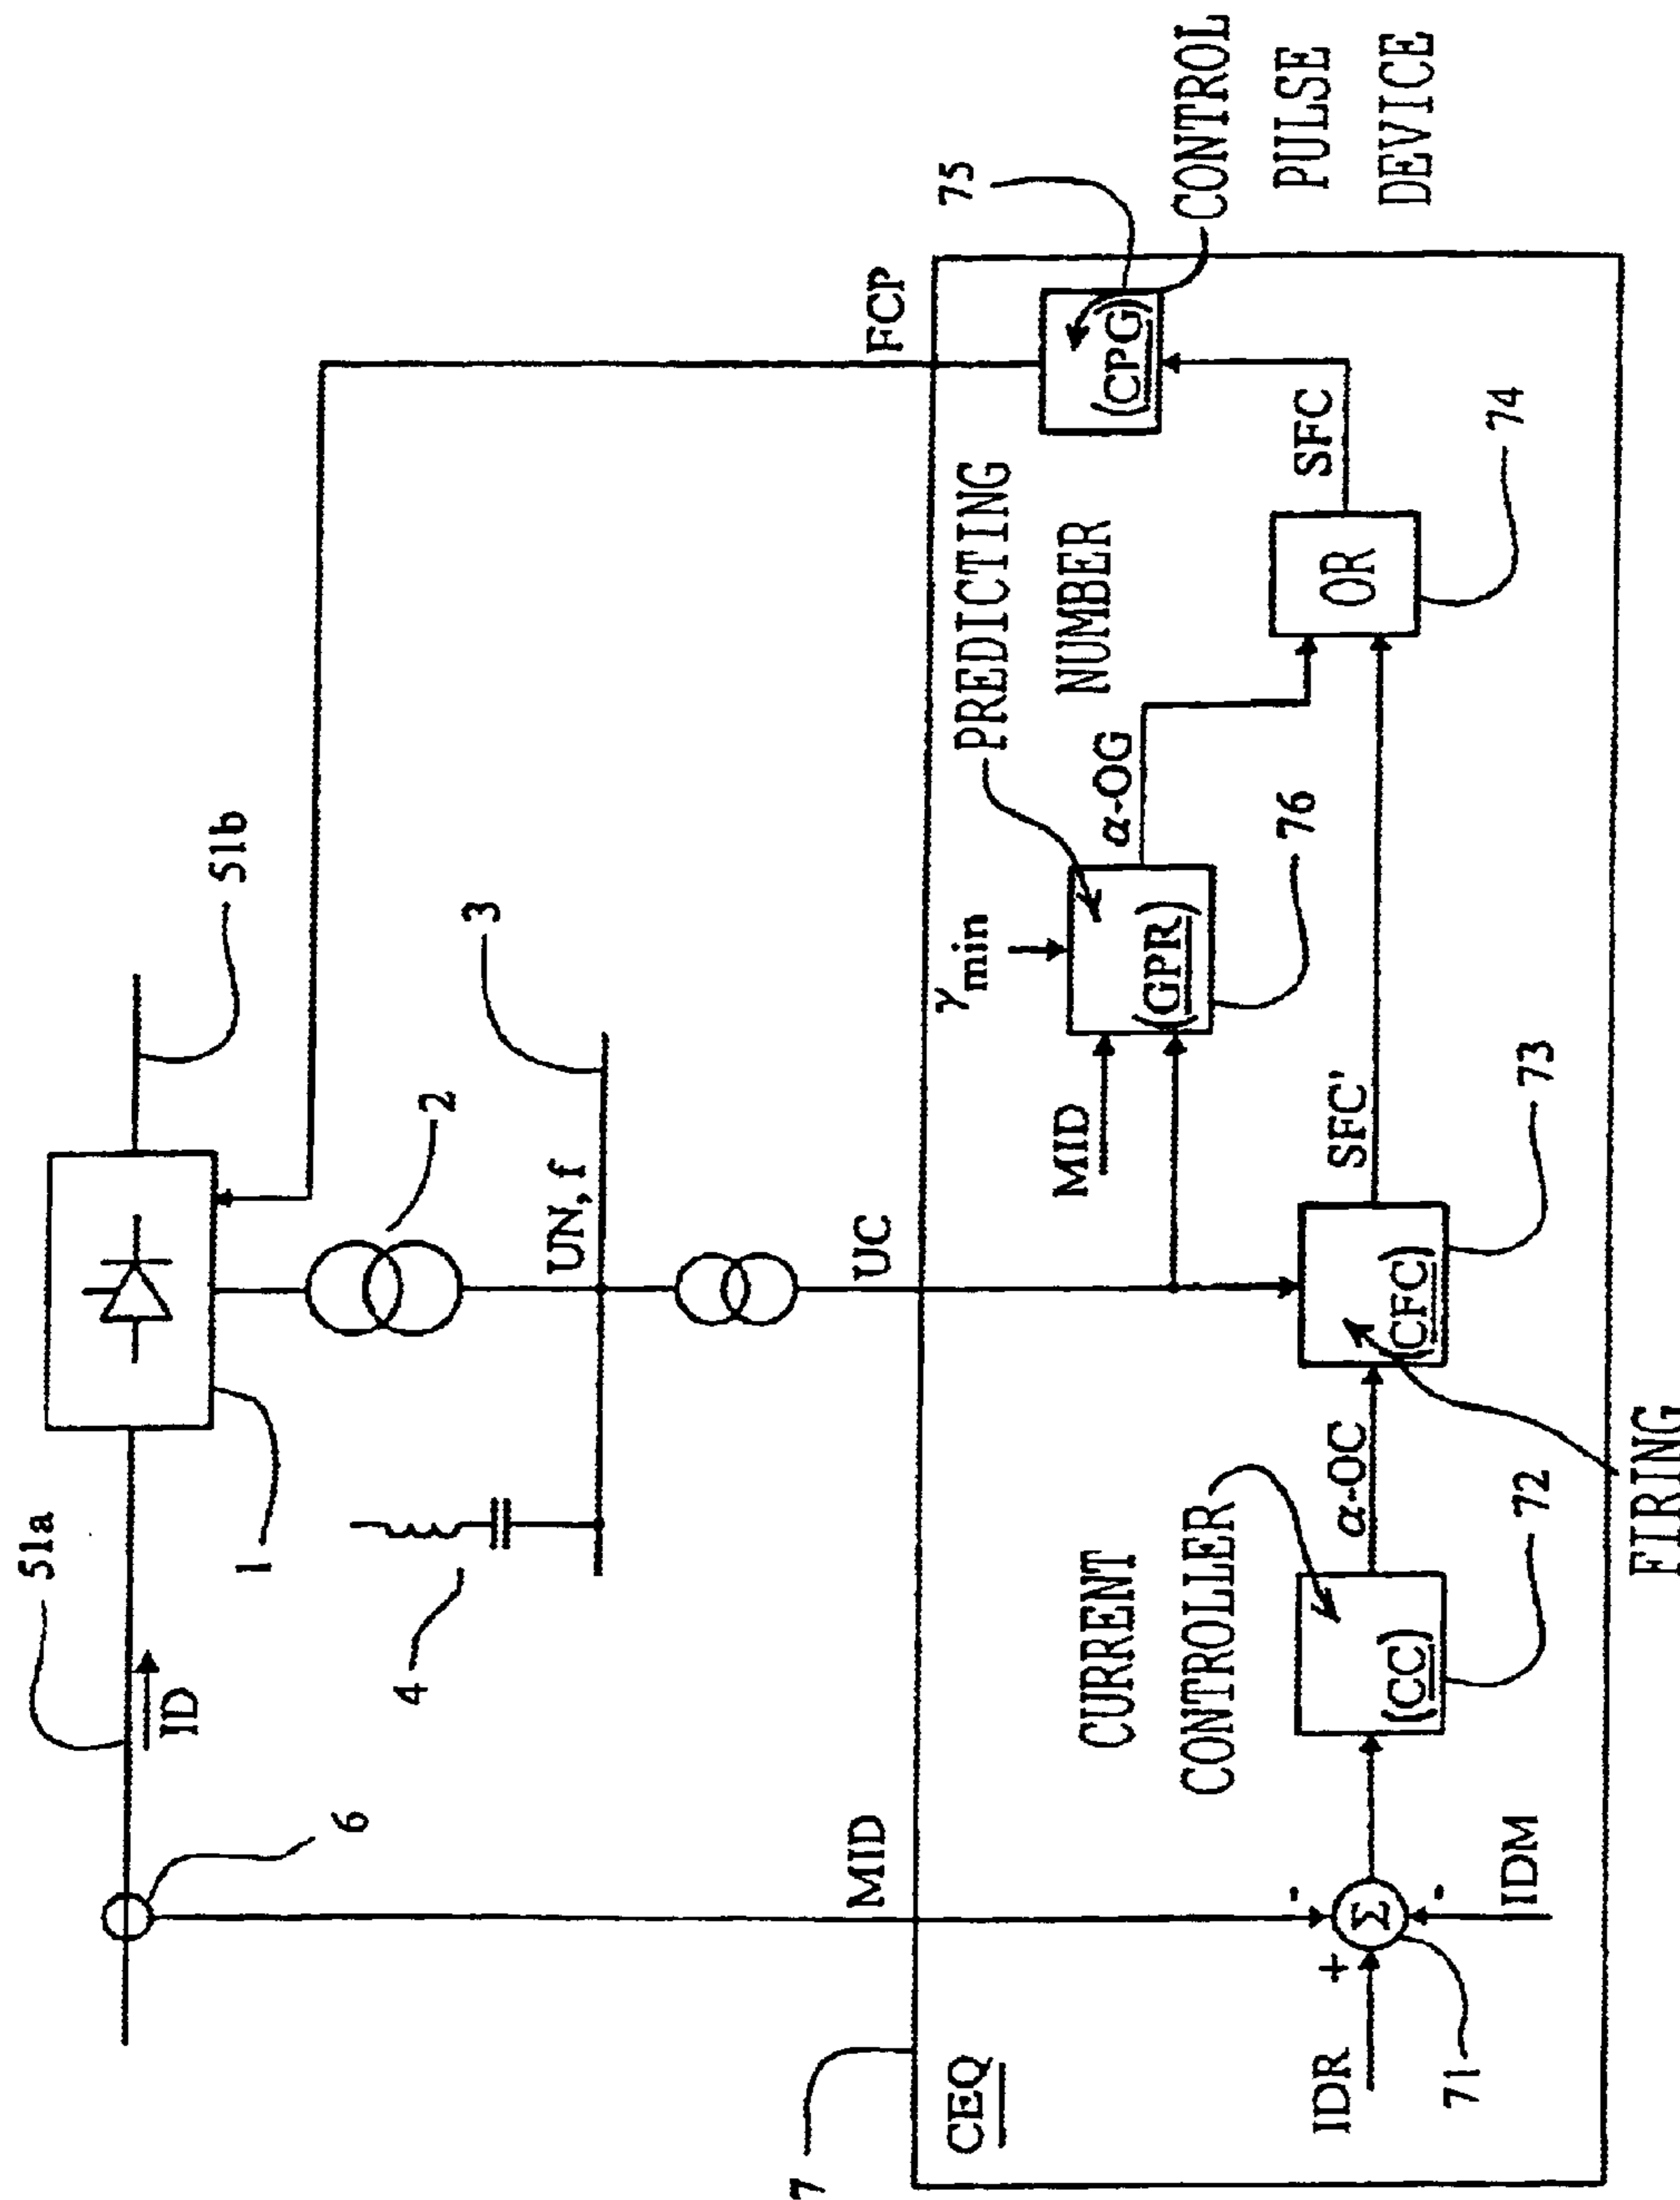 51a
ID
6
1
51b
2
4
UN, f
3
UC
MID
FCP
7
CEQ
IDR
+
-
-
Σ
71
IDM
CURRENT
CONTROLLER
(CC)
72
α-OC
FIRING
(CFC)
73
SFC'
MID
γmin
(GPR)
76
PREDICTING
NUMBER
α-OG
OR
74
SFC
(CPG)
75
CONTROL
PULSE
DEVICE